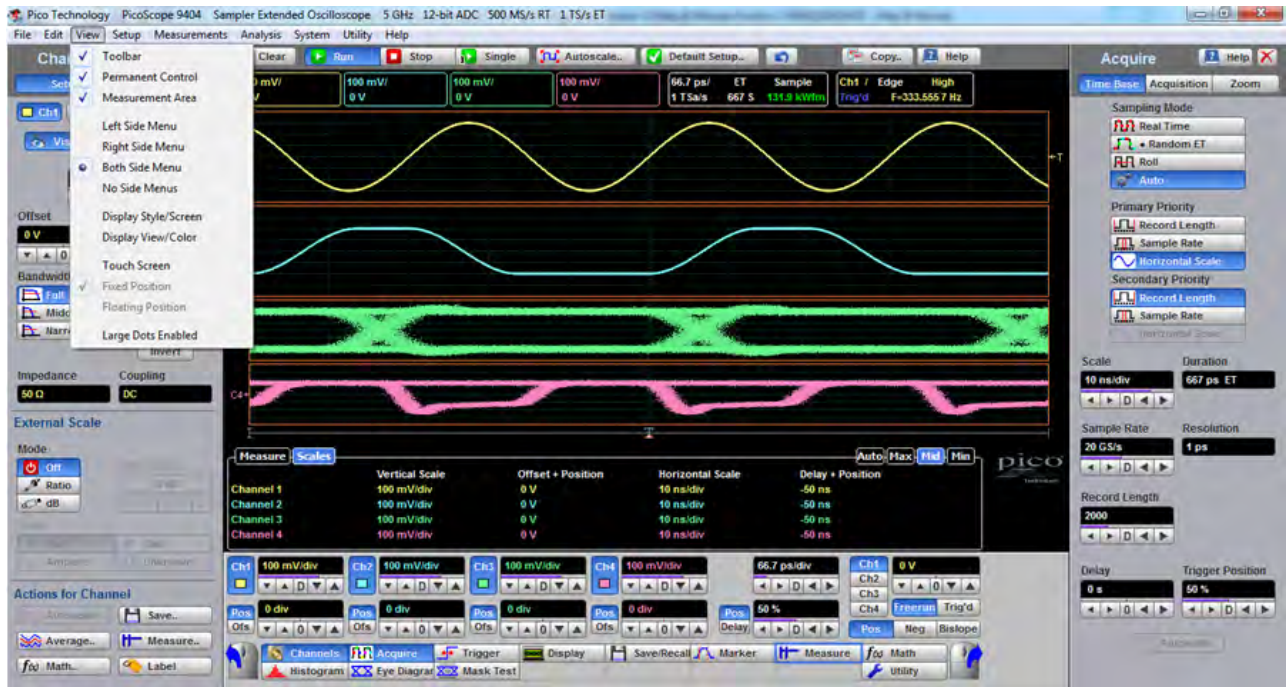 Pico Technology PicoScope 9404 Sampler Extended Oscilloscope 5 GHz 12-bit ADC 500 MS/s RT 1 TS/s ET
File Edit View Setup Measurements Analysis System Utility Help
Clear Run Stop Single Autoscale.. Default Setup.. Copy.. Help
Toolbar
Permanent Control
Measurement Area
Left Side Menu
Right Side Menu
Both Side Menu
No Side Menus
Display Style/Screen
Display View/Color
Touch Screen
Fixed Position
Floating Position
Large Dots Enabled
Ch1
Offset
0 V
Bandwidth
Full
Invert
Impedance Coupling
50 Ω DC
External Scale
Mode
Off
Ratio
dB
Actions for Channel
Save..
Average.. Measure..
f(x) Math.. Label
100 mV/ 100 mV/ 100 mV/ 66.7 ps/ ET Sample Ch1 / Edge High
0 V 0 V 0 V 1 TSa/s 667 S 131.9 kWfm Trig'd F=333.555 7 Hz
T
C4
T
Measure Scales Auto Max Mid Min
Vertical Scale Offset + Position Horizontal Scale Delay + Position
Channel 1 100 mV/div 0 V 10 ns/div -50 ns
Channel 2 100 mV/div 0 V 10 ns/div -50 ns
Channel 3 100 mV/div 0 V 10 ns/div -50 ns
Channel 4 100 mV/div 0 V 10 ns/div -50 ns
pico
Technology
Ch1 100 mV/div Ch2 100 mV/div Ch3 100 mV/div Ch4 100 mV/div 66.7 ps/div Ch1 0 V
D D D D D Ch2 0
Ch3
Pos 0 div Pos 0 div Pos 0 div Pos 0 div Pos 50 % Ch4 Freerun Trig'd
Ofs 0 Ofs 0 Ofs 0 Ofs 0 Delay D Pos Neg Bislope
Channels Acquire Trigger Display Save/Recall Marker Measure f(x) Math
Histogram Eye Diagram Mask Test Utility
Acquire Help X
Time Base Acquisition Zoom
Sampling Mode
Real Time
Random ET
Roll
Auto
Primary Priority
Record Length
Sample Rate
Horizontal Scale
Secondary Priority
Record Length
Sample Rate
Horizontal Scale
Scale Duration
10 ns/div 667 ps ET
D
Sample Rate Resolution
20 GS/s 1 ps
D
Record Length
2000
D
Delay Trigger Position
0 s 50 %
0 D